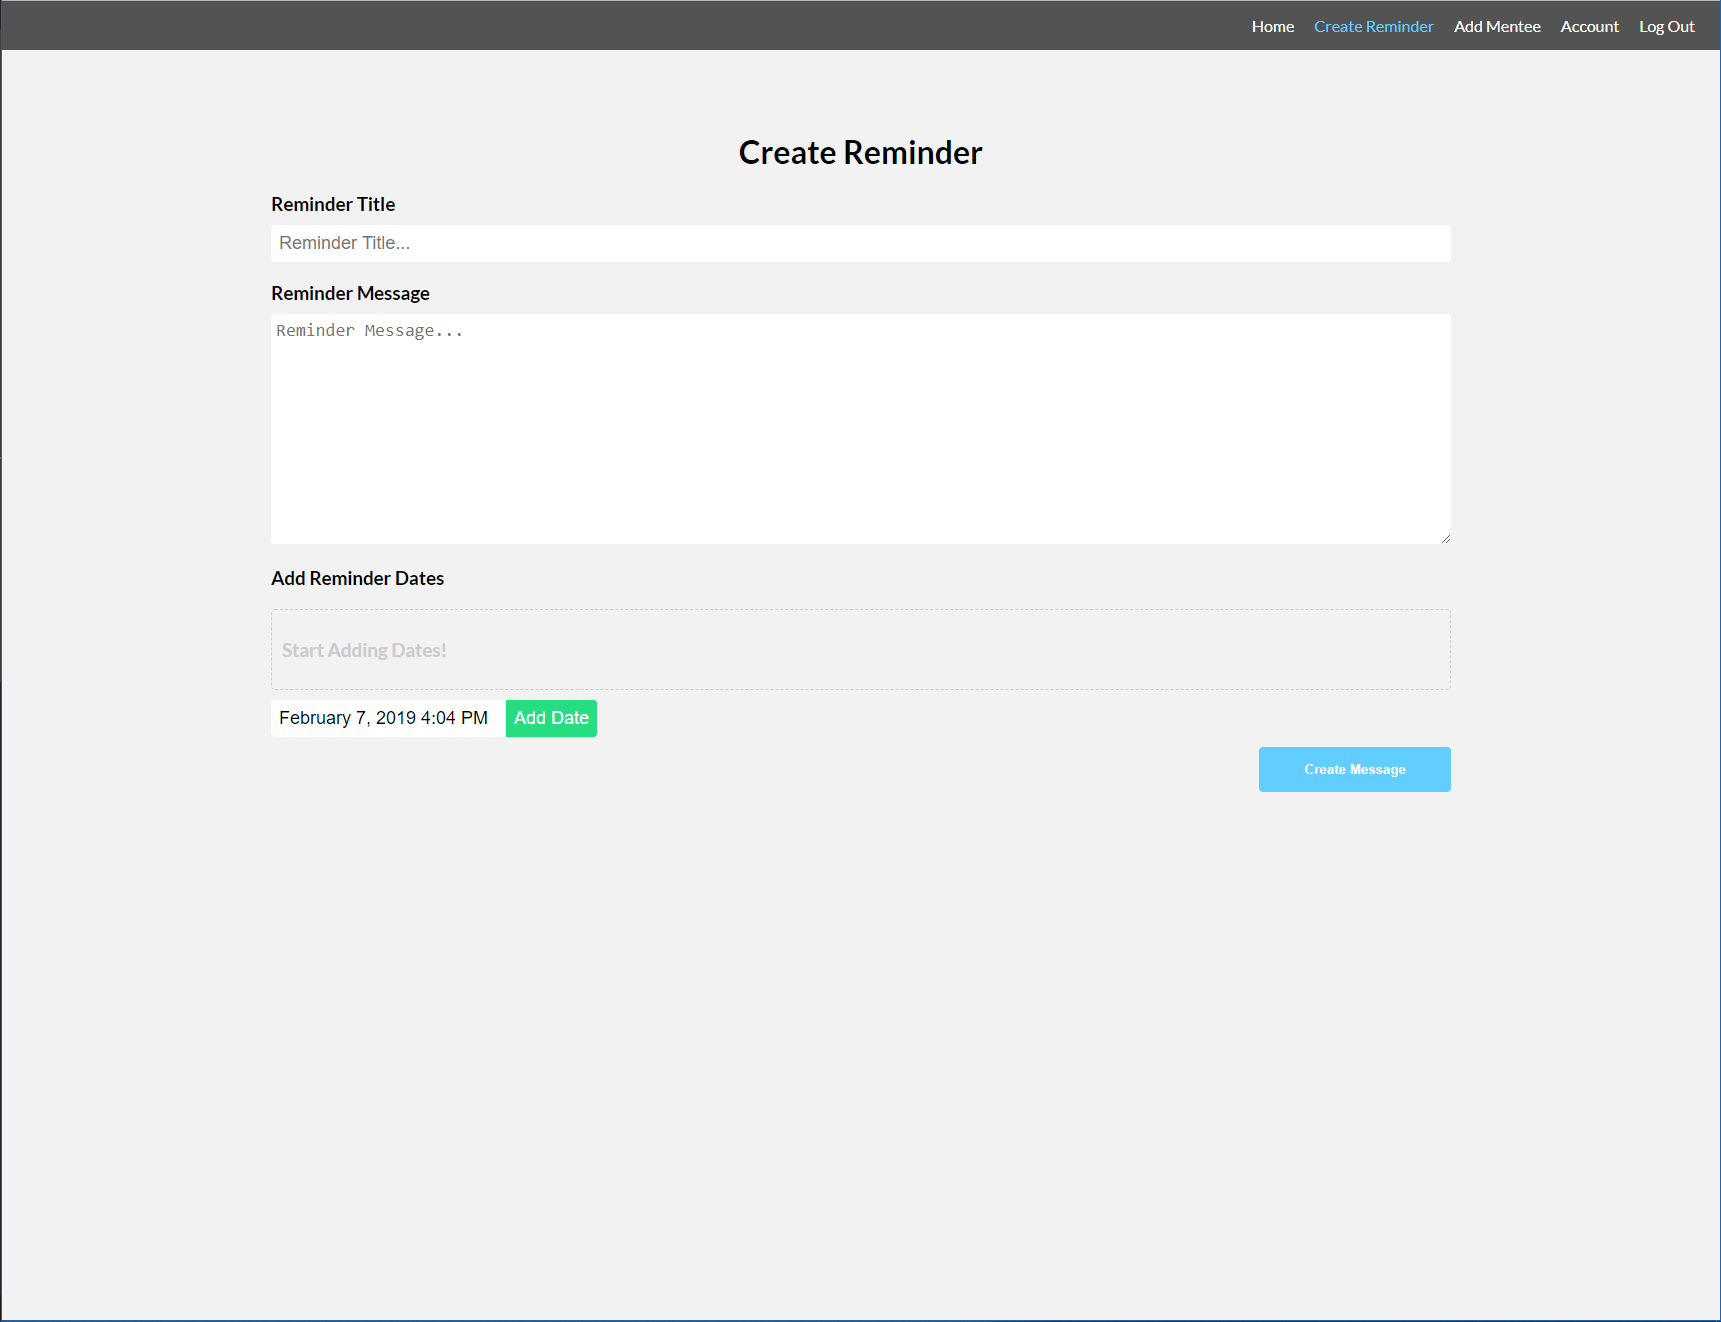 Home Create Reminder Add Mentee Account Log Out
Create Reminder
Reminder Title
Reminder Title...
Reminder Message
Reminder Message...
Add Reminder Dates
Start Adding Dates!
February 7, 2019 4:04 PM Add Date
Create Message